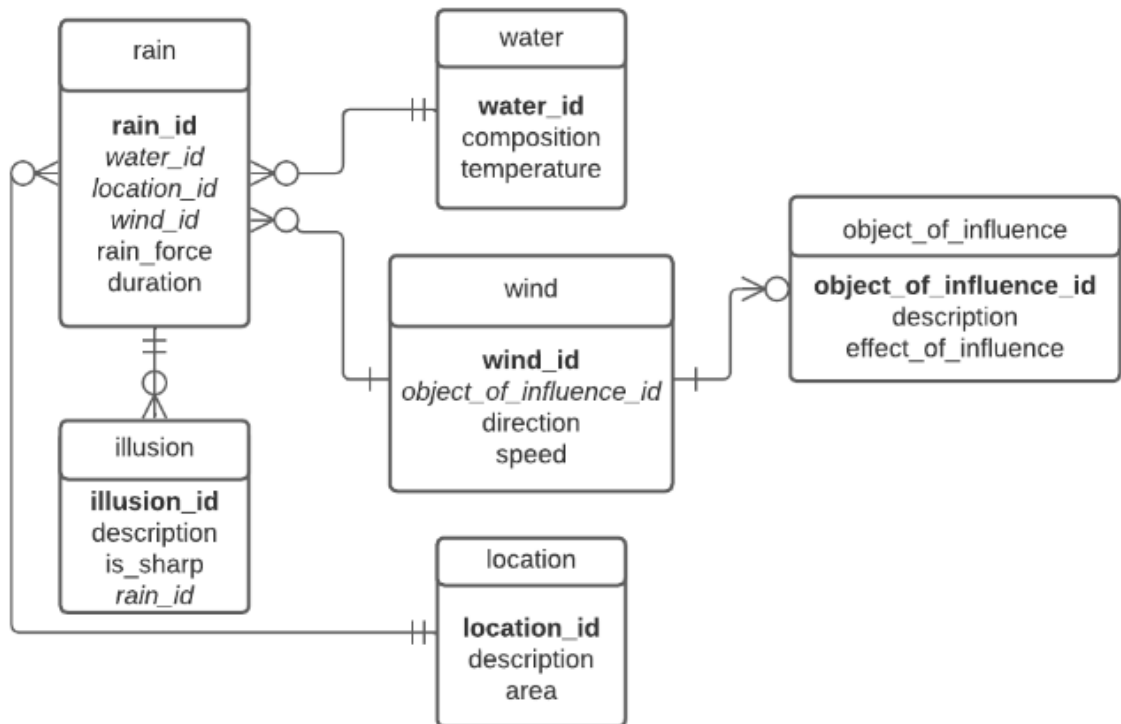 rain
rain_id
water_id
location_id
wind_id
rain_force
duration
water
water_id
composition
temperature
wind
wind_id
object_of_influence_id
direction
speed
object_of_influence
object_of_influence_id
description
effect_of_influence
illusion
illusion_id
description
is_sharp
rain_id
location
location_id
description
area